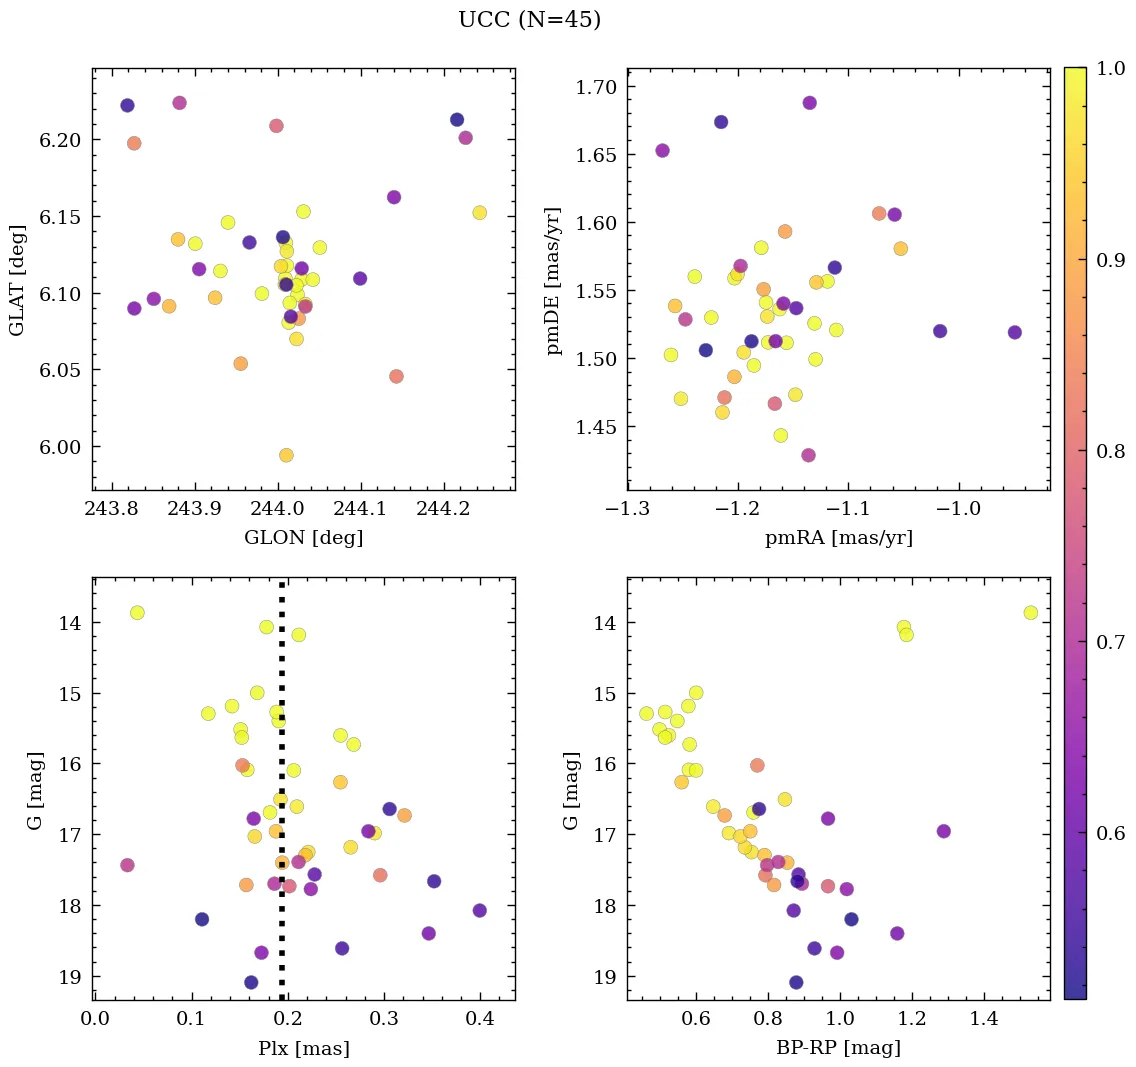 UCC (N=45)
GLAT [deg]
6.20
6.15
6.10
6.05
6.00
243.8 243.9 244.0 244.1 244.2
GLON [deg]
pmDE [mas/yr]
1.70
1.65
1.60
1.55
1.50
1.45
−1.3 −1.2 −1.1 −1.0
pmRA [mas/yr]
1.0
0.9
0.8
0.7
0.6
G [mag]
14
15
16
17
18
19
0.0 0.1 0.2 0.3 0.4
Plx [mas]
G [mag]
14
15
16
17
18
19
0.6 0.8 1.0 1.2 1.4
BP-RP [mag]